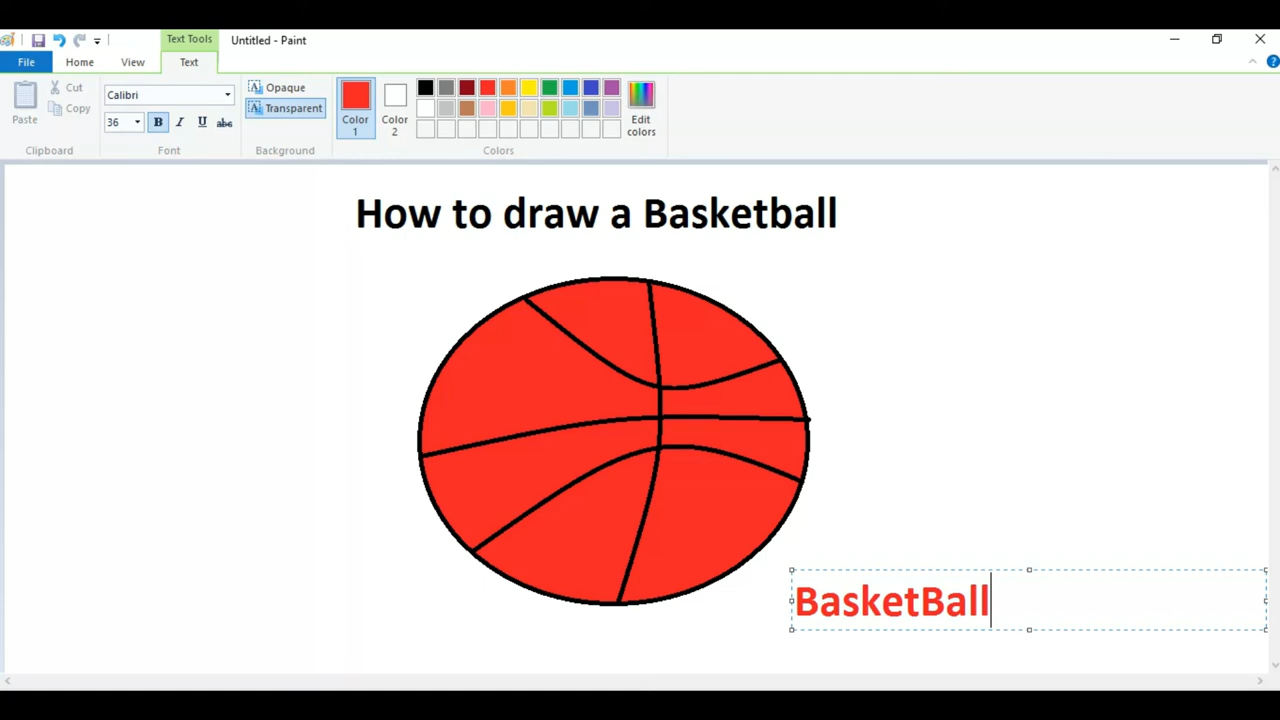 Text Tools
Untitled - Paint
File
Home
View
Text
Paste
Cut
Copy
Clipboard
Calibri
36
B I U abc
Font
A Opaque
A Transparent
Background
Color 1
Color 2
Edit colors
Colors
How to draw a Basketball
BasketBall